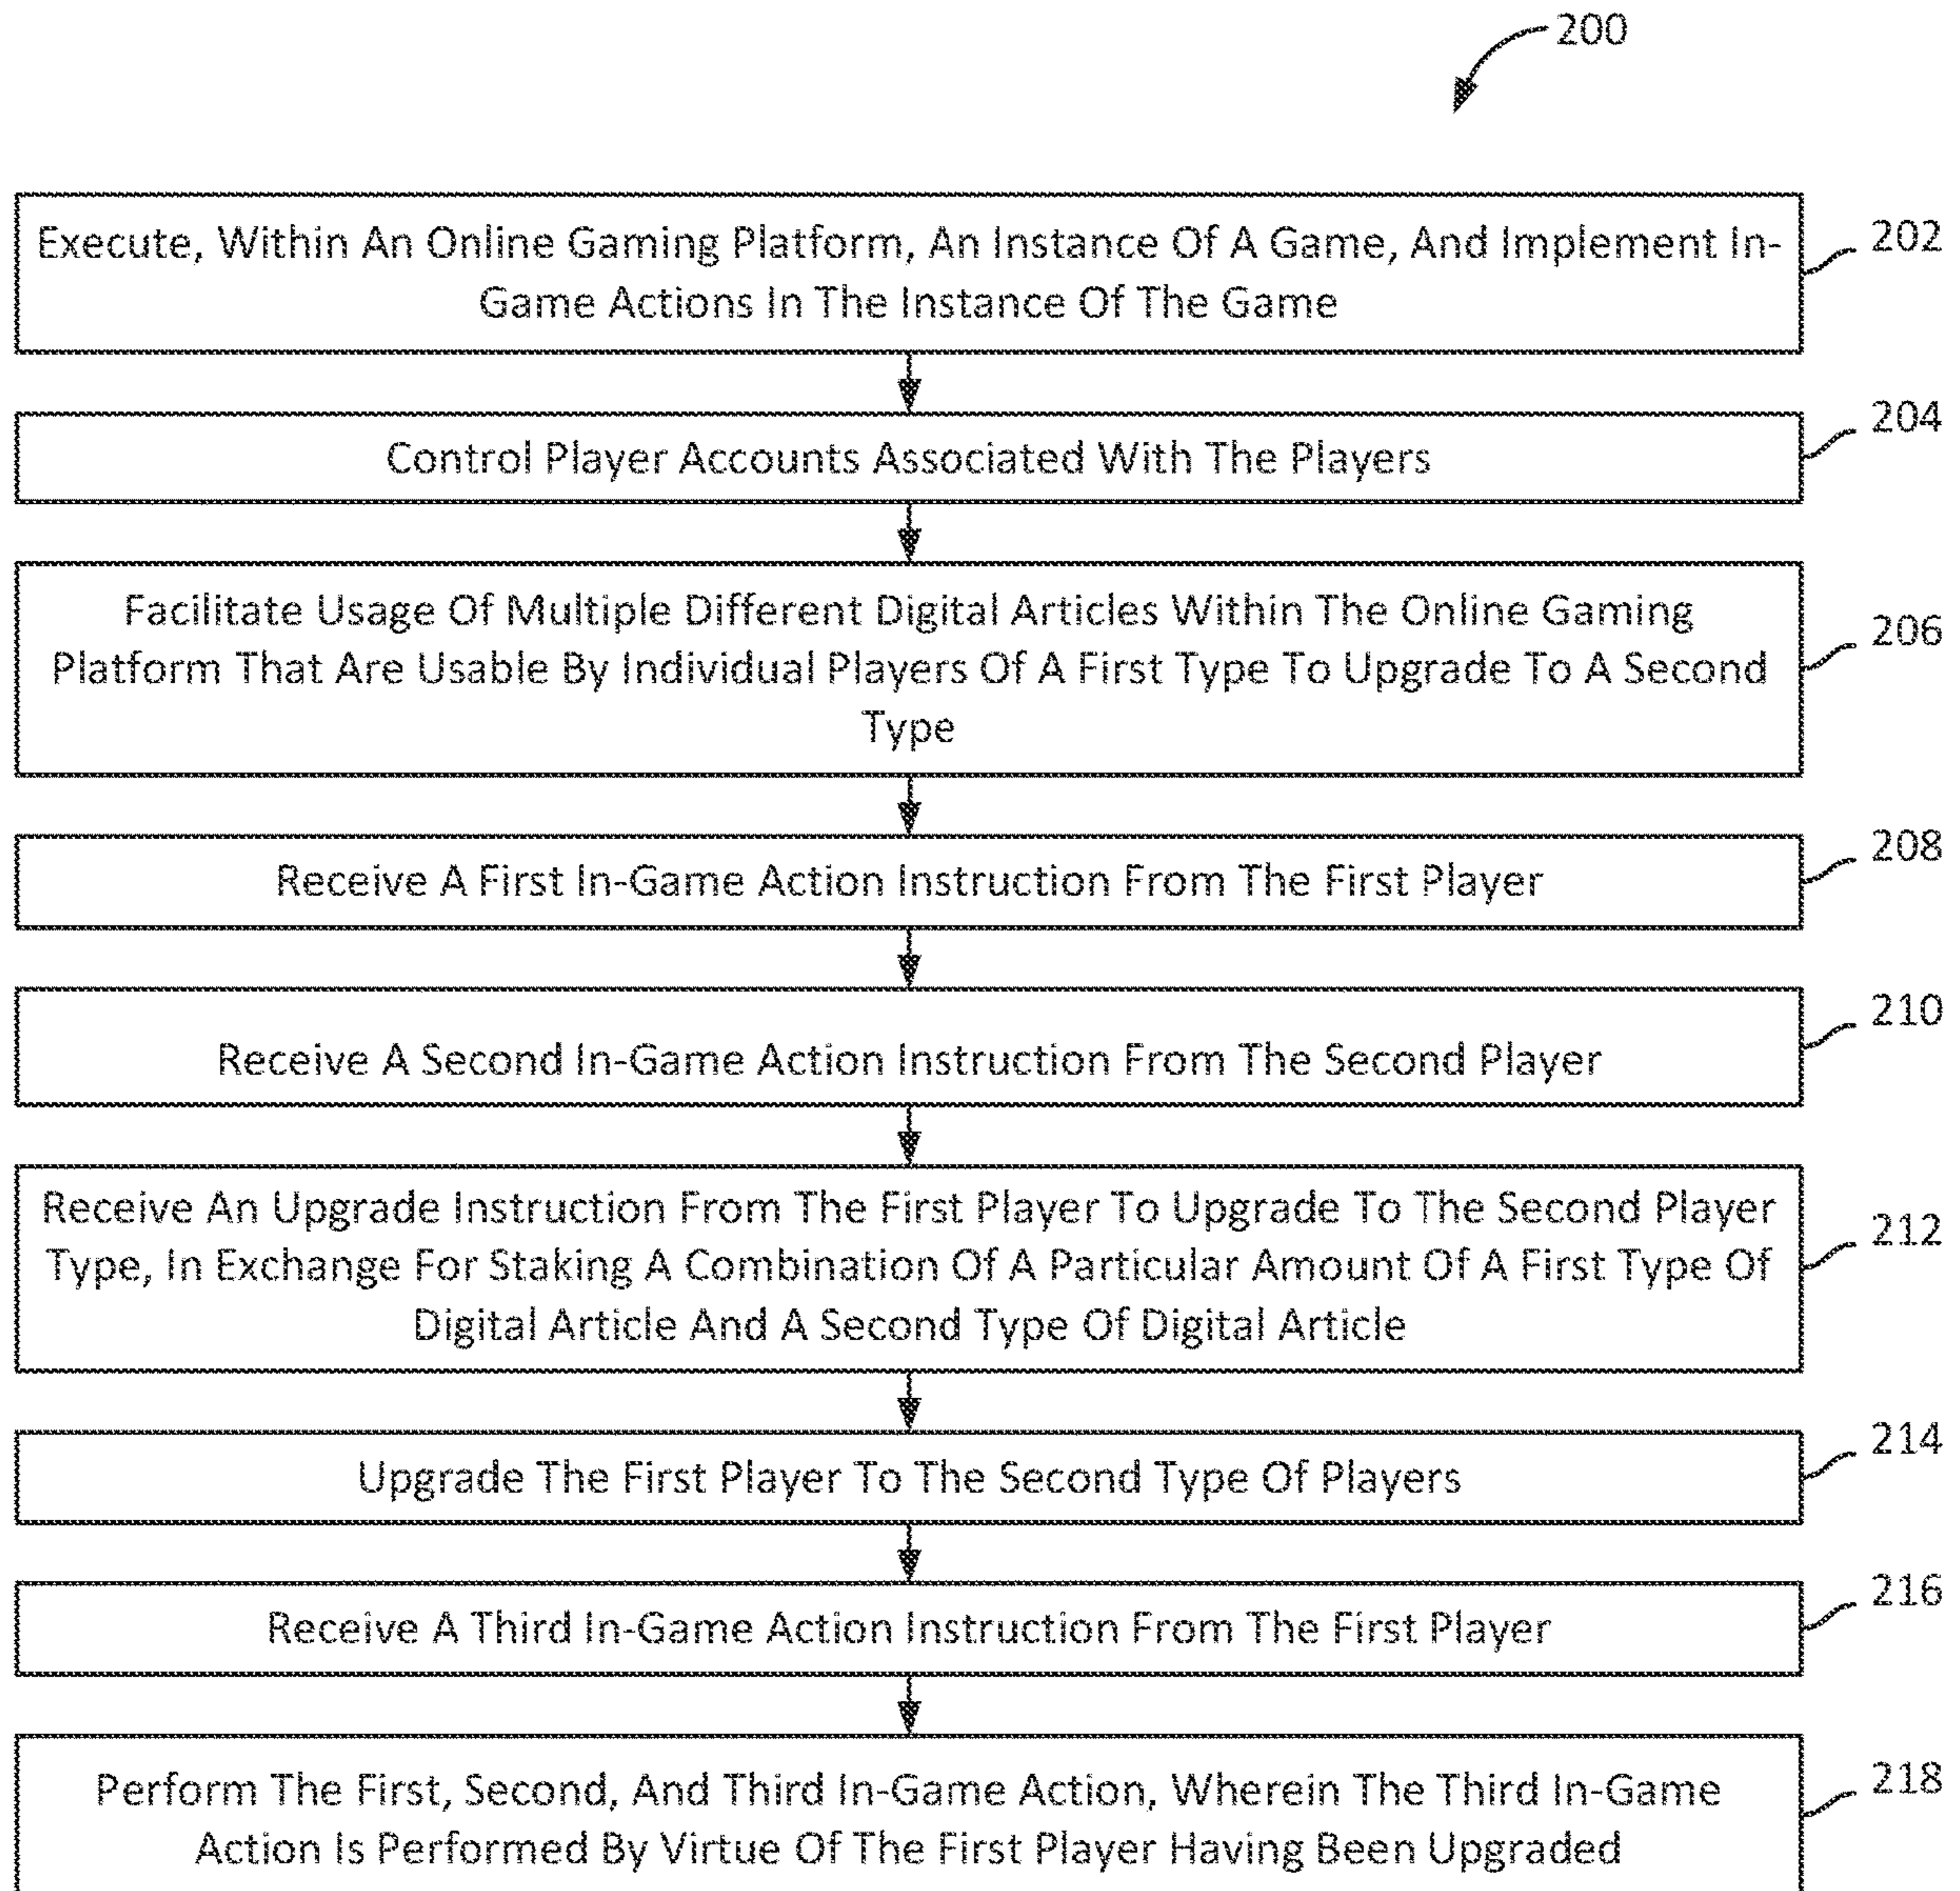 200
Execute, Within An Online Gaming Platform, An Instance Of A Game, And Implement In-
Game Actions In The Instance Of The Game
202
Control Player Accounts Associated With The Players
204
Facilitate Usage Of Multiple Different Digital Articles Within The Online Gaming
Platform That Are Usable By Individual Players Of A First Type To Upgrade To A Second
Type
206
Receive A First In-Game Action Instruction From The First Player
208
Receive A Second In-Game Action Instruction From The Second Player
210
Receive An Upgrade Instruction From The First Player To Upgrade To The Second Player
Type, In Exchange For Staking A Combination Of A Particular Amount Of A First Type Of
Digital Article And A Second Type Of Digital Article
212
Upgrade The First Player To The Second Type Of Players
214
Receive A Third In-Game Action Instruction From The First Player
216
Perform The First, Second, And Third In-Game Action, Wherein The Third In-Game
Action Is Performed By Virtue Of The First Player Having Been Upgraded
218